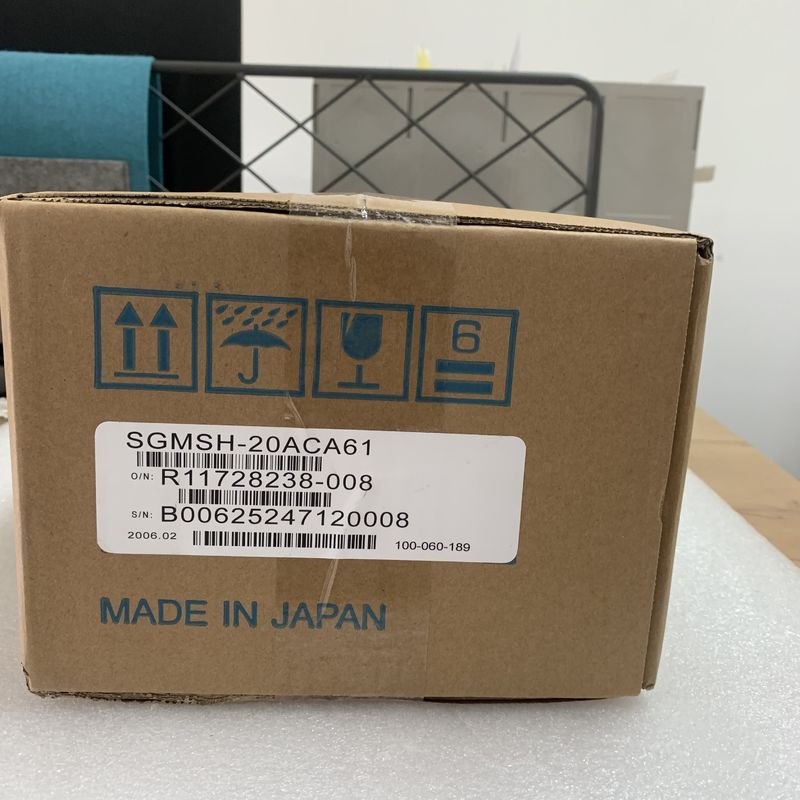 6
SGMSH-20ACA61
O/N: R11728238-008
S/N: B00625247120008
2006.02 100-060-189
MADE IN JAPAN